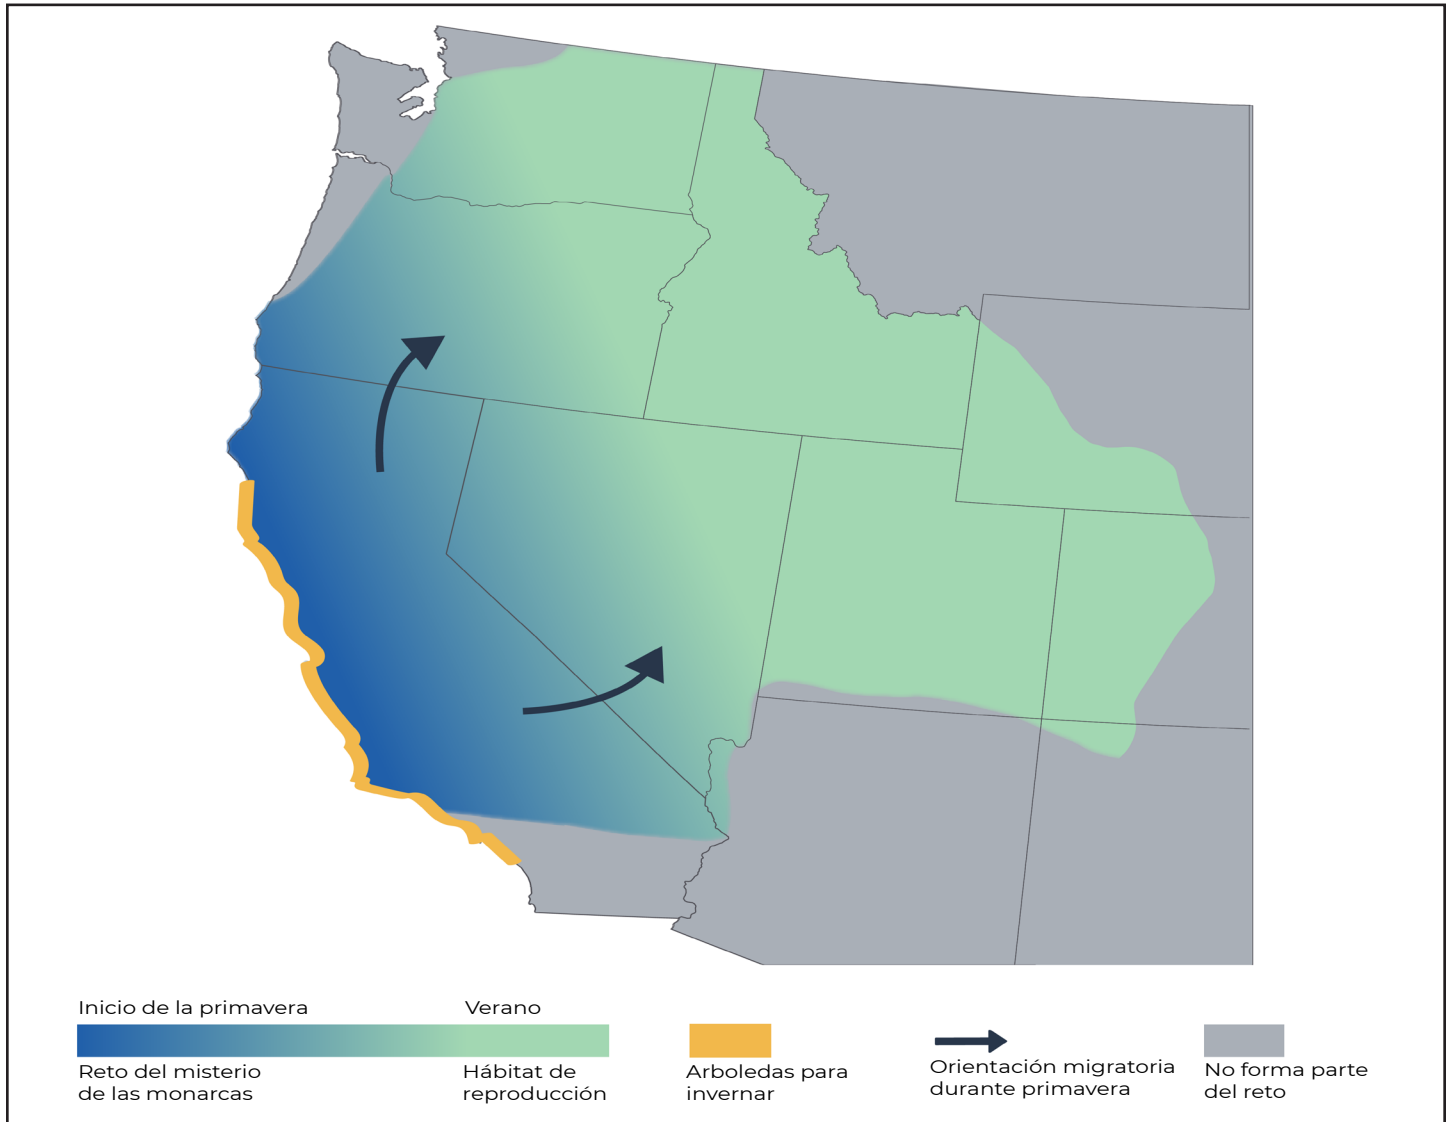 Inicio de la primavera
Verano
Reto del misterio
de las monarcas
Hábitat de
reproducción
Arboledas para
invernar
Orientación migratoria
durante primavera
No forma parte
del reto